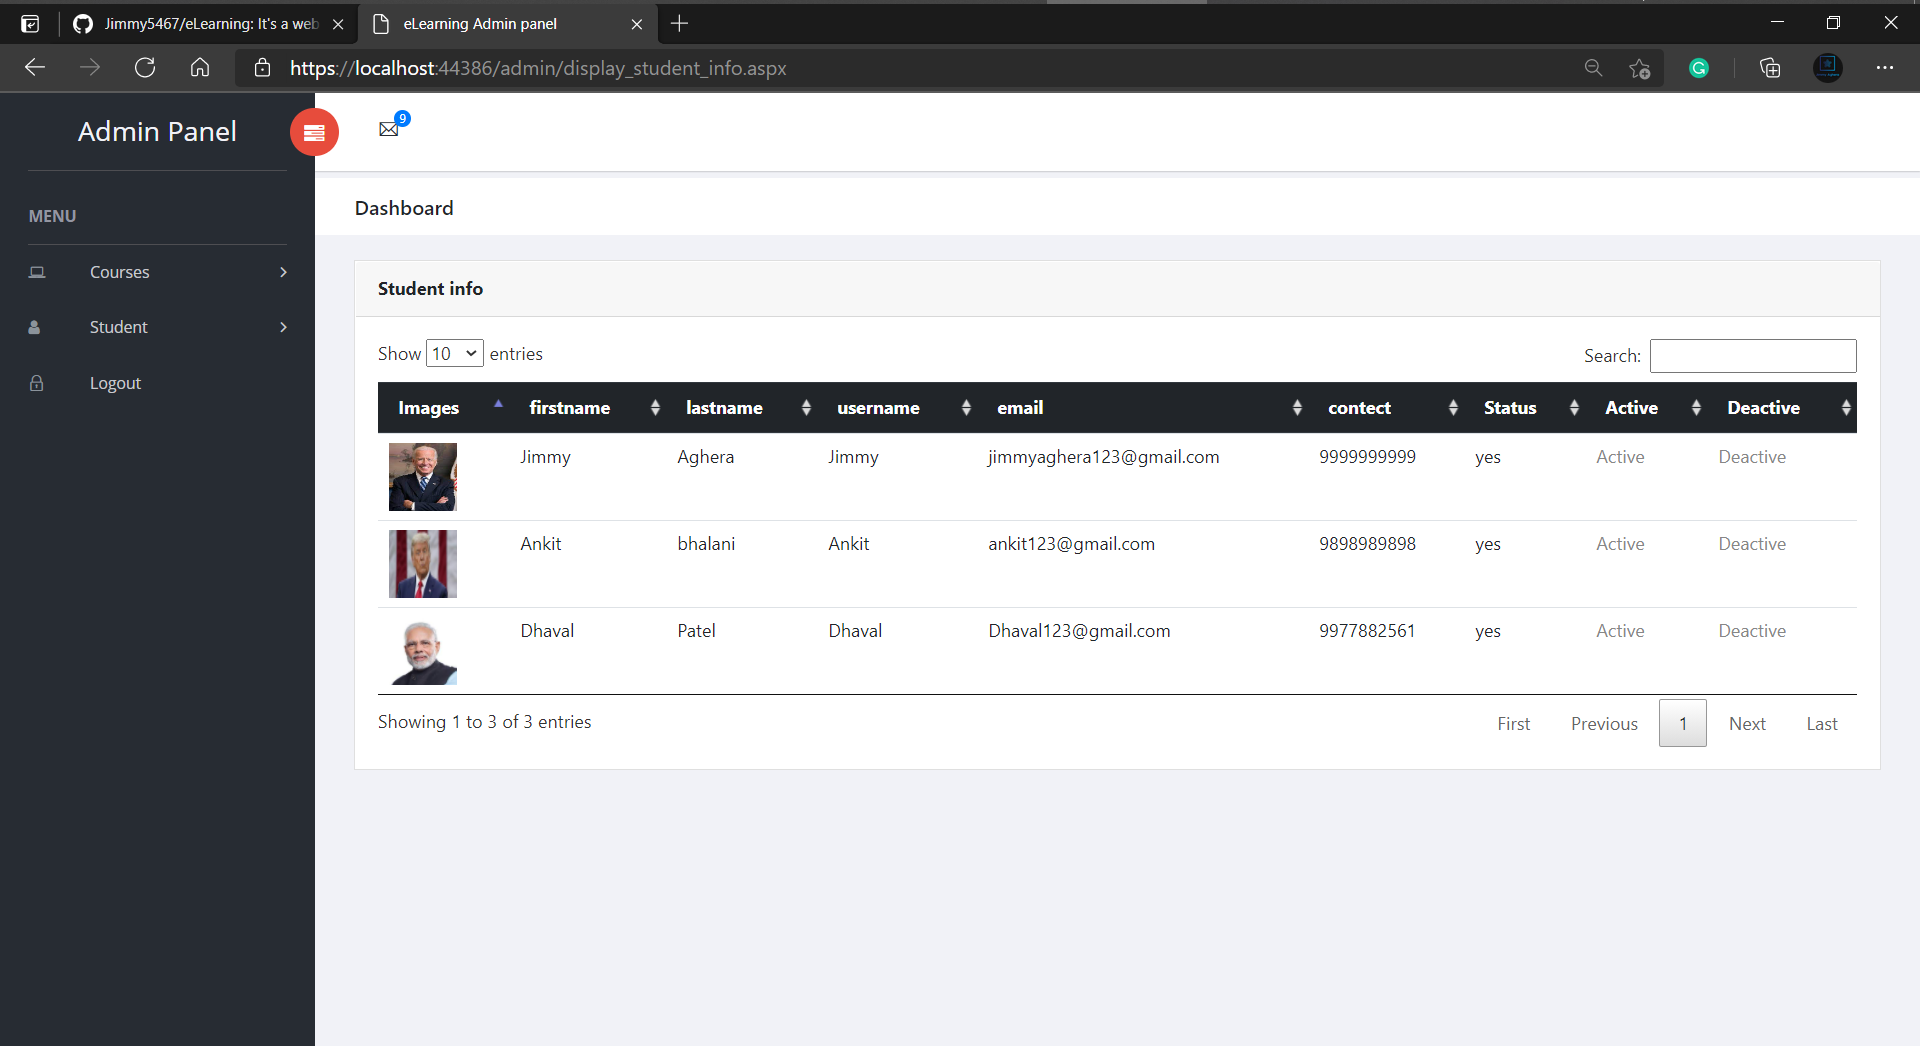 Jimmy5467/eLearning: It's a web
eLearning Admin panel
https://localhost:44386/admin/display_student_info.aspx
Admin Panel
9
MENU
Dashboard
Courses
Student
Logout
Student info
Show 10 entries
Search:
Images firstname lastname username email contect Status Active Deactive
Jimmy Aghera Jimmy jimmyaghera123@gmail.com 9999999999 yes Active Deactive
Ankit bhalani Ankit ankit123@gmail.com 9898989898 yes Active Deactive
Dhaval Patel Dhaval Dhaval123@gmail.com 9977882561 yes Active Deactive
Showing 1 to 3 of 3 entries
First Previous 1 Next Last